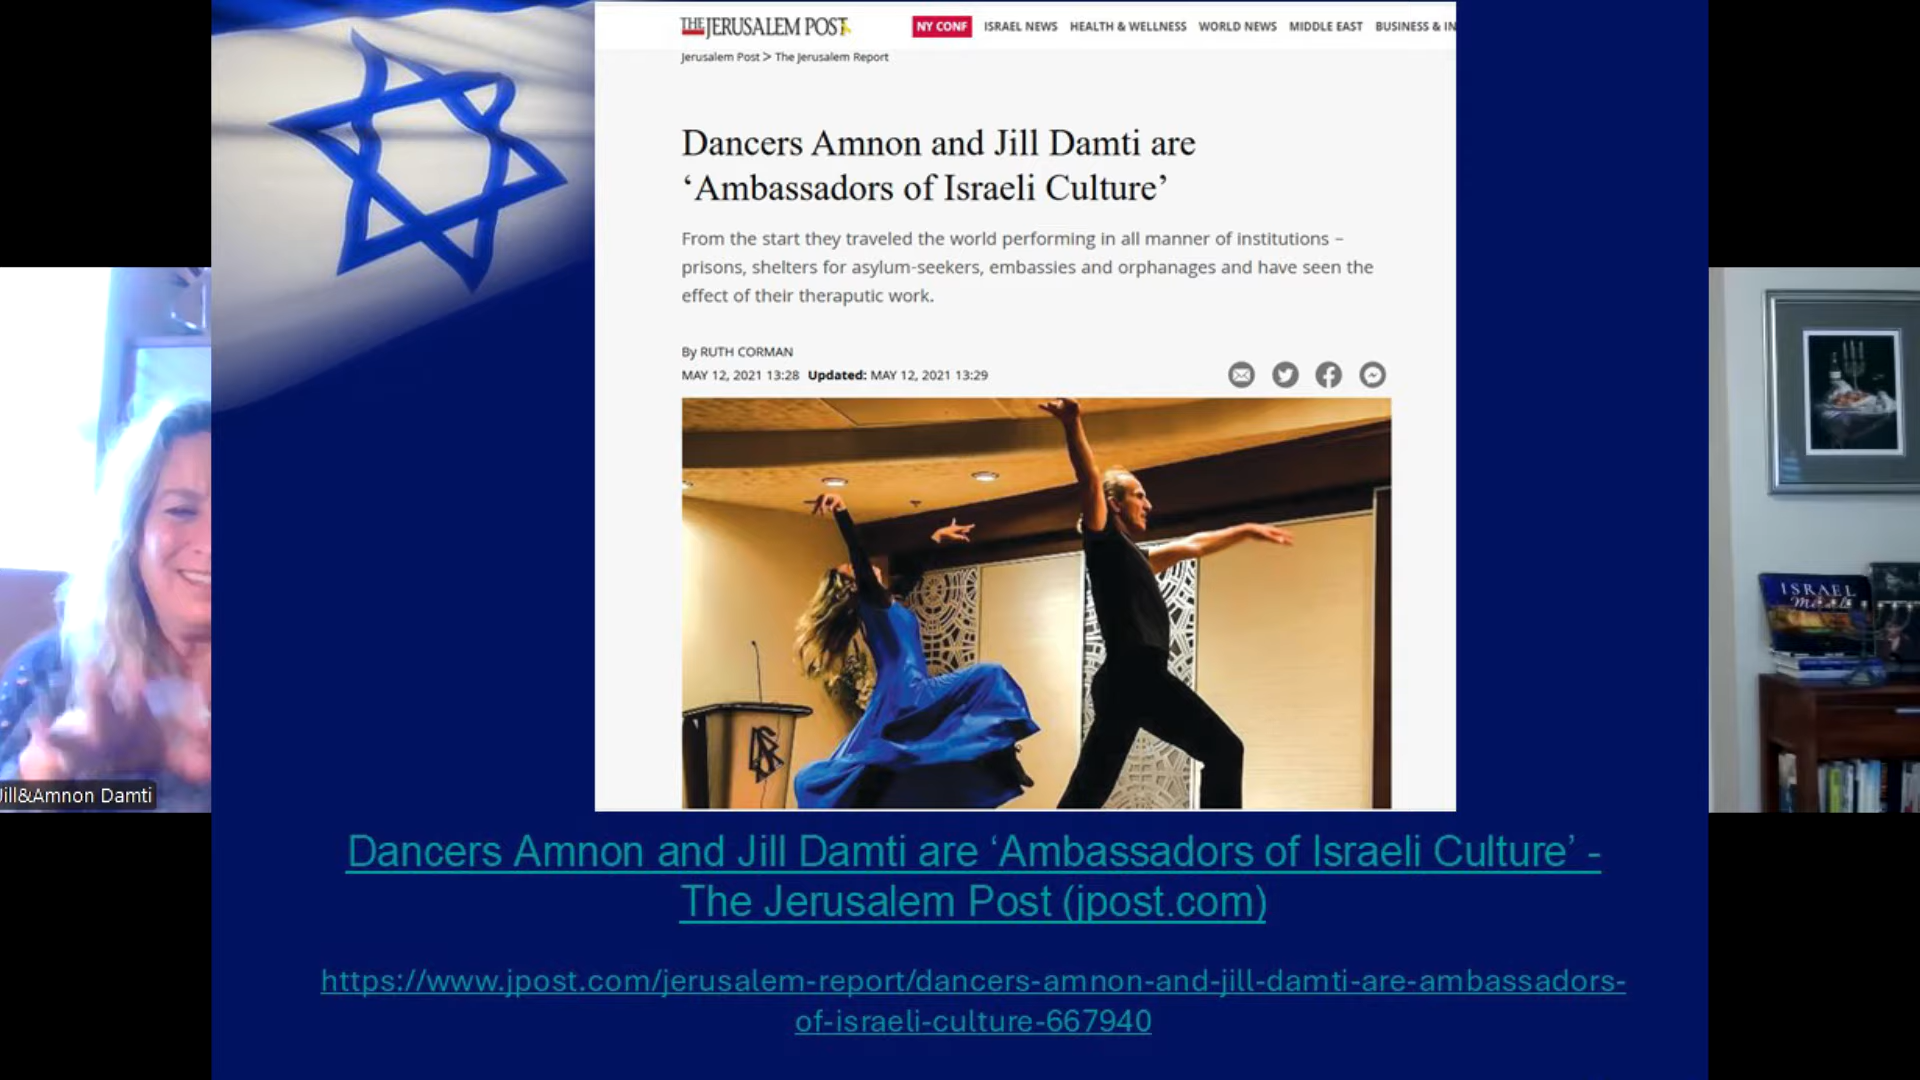 THE JERUSALEM POST
NY CONF ISRAEL NEWS HEALTH & WELLNESS WORLD NEWS MIDDLE EAST BUSINESS & IN
Jerusalem Post > The Jerusalem Report
Dancers Amnon and Jill Damti are
‘Ambassadors of Israeli Culture’
From the start they traveled the world performing in all manner of institutions –
prisons, shelters for asylum-seekers, embassies and orphanages and have seen the
effect of their theraputic work.
By RUTH CORMAN
MAY 12, 2021 13:28 Updated: MAY 12, 2021 13:29
ISRAEL
Jill&Amnon Damti
Dancers Amnon and Jill Damti are ‘Ambassadors of Israeli Culture’ -
The Jerusalem Post (jpost.com)
https://www.jpost.com/jerusalem-report/dancers-amnon-and-jill-damti-are-ambassadors-
of-israeli-culture-667940